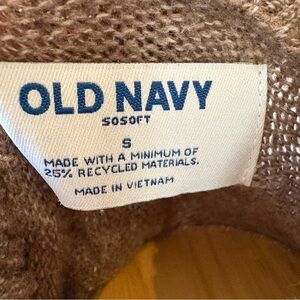 OLD NAVY
SOSOFT
S
MADE WITH A MINIMUM OF
25% RECYCLED MATERIALS.
MADE IN VIETNAM